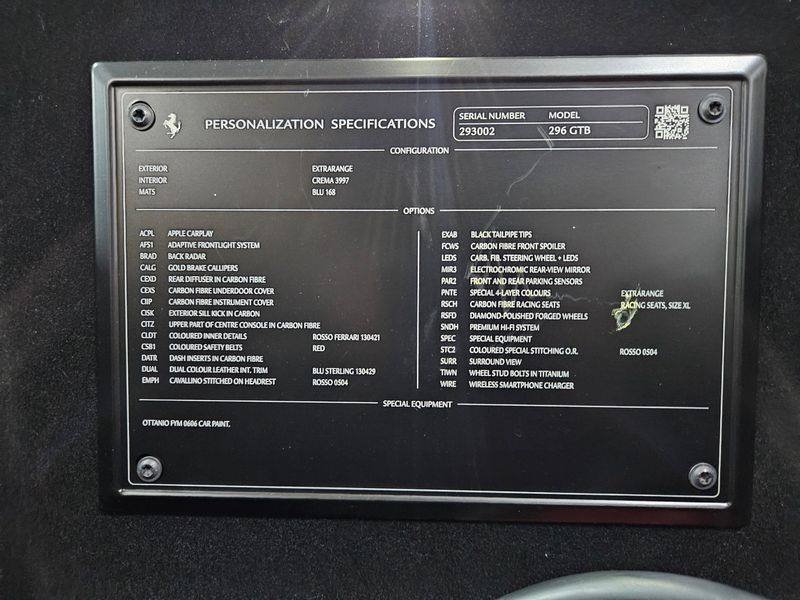 PERSONALIZATION SPECIFICATIONS
SERIAL NUMBER MODEL
293002 296 GTB
CONFIGURATION
EXTERIOR EXTRARANGE
INTERIOR CREMA 3997
MATS BLU 168
OPTIONS
ACPL APPLE CARPLAY
AFS1 ADAPTIVE FRONTLIGHT SYSTEM
BRAD BACK RADAR
CALG GOLD BRAKE CALLIPERS
CEXD REAR DIFFUSER IN CARBON FIBRE
CEXS CARBON FIBRE UNDERDOOR COVER
CIIP CARBON FIBRE INSTRUMENT COVER
CISK EXTERIOR SILL KICK IN CARBON
CITZ UPPER PART OF CENTRE CONSOLE IN CARBON FIBRE
CLDT COLOURED INNER DETAILS ROSSO FERRARI 130421
CSB1 COLOURED SAFETY BELTS RED
DATR DASH INSERTS IN CARBON FIBRE
DUAL DUAL COLOUR LEATHER INT. TRIM BLU STERLING 130429
EMPH CAVALLINO STITCHED ON HEADREST ROSSO 0504
EXAB BLACK TAILPIPE TIPS
FCWS CARBON FIBRE FRONT SPOILER
LEDS CARB. FIB. STEERING WHEEL + LEDS
MIR3 ELECTROCHROMIC REAR-VIEW MIRROR
PAR2 FRONT AND REAR PARKING SENSORS
PNTE SPECIAL 4-LAYER COLOURS EXTRARANGE
RSCH CARBON FIBRE RACING SEATS RACING SEATS, SIZE XL
RSFD DIAMOND-POLISHED FORGED WHEELS
SNDH PREMIUM HI-FI SYSTEM
SPEC SPECIAL EQUIPMENT
STC2 COLOURED SPECIAL STITCHING O.R. ROSSO 0504
SURR SURROUND VIEW
TIWN WHEEL STUD BOLTS IN TITANIUM
WIRE WIRELESS SMARTPHONE CHARGER
SPECIAL EQUIPMENT
OTTANIO FYM 0606 CAR PAINT.